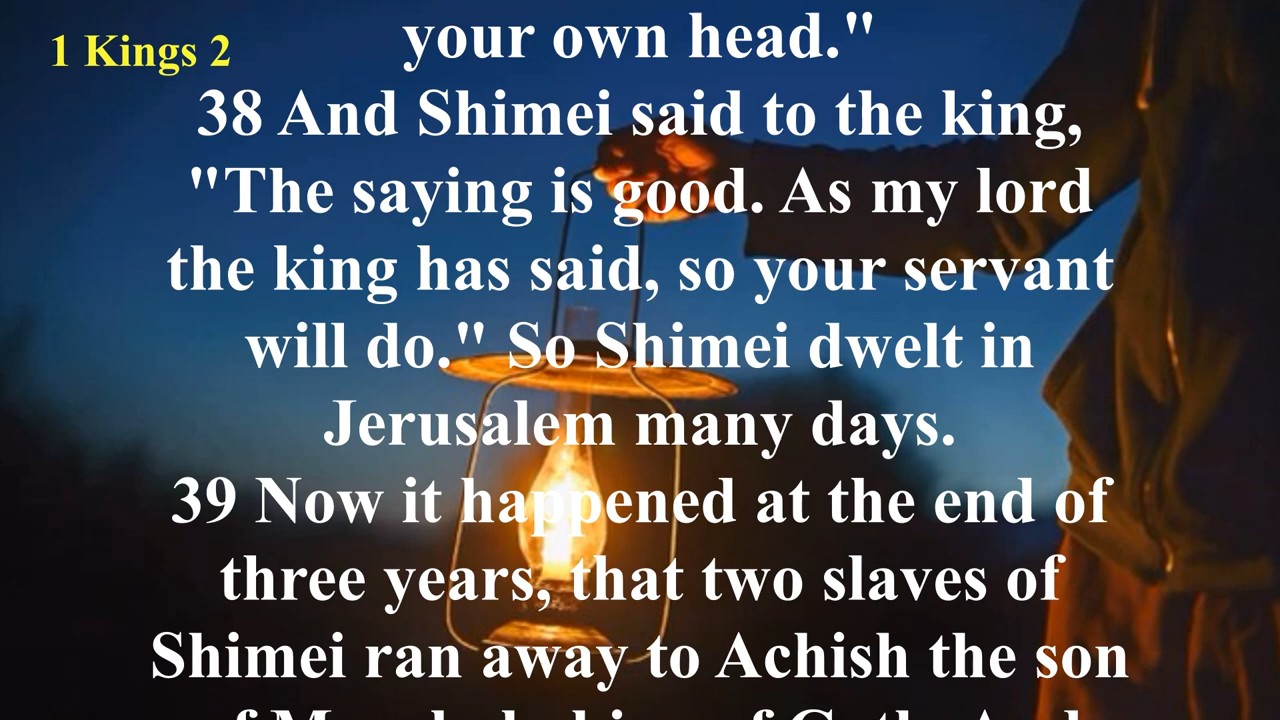 1 Kings 2
your own head."
38 And Shimei said to the king,
"The saying is good. As my lord
the king has said, so your servant
will do." So Shimei dwelt in
Jerusalem many days.
39 Now it happened at the end of
three years, that two slaves of
Shimei ran away to Achish the son